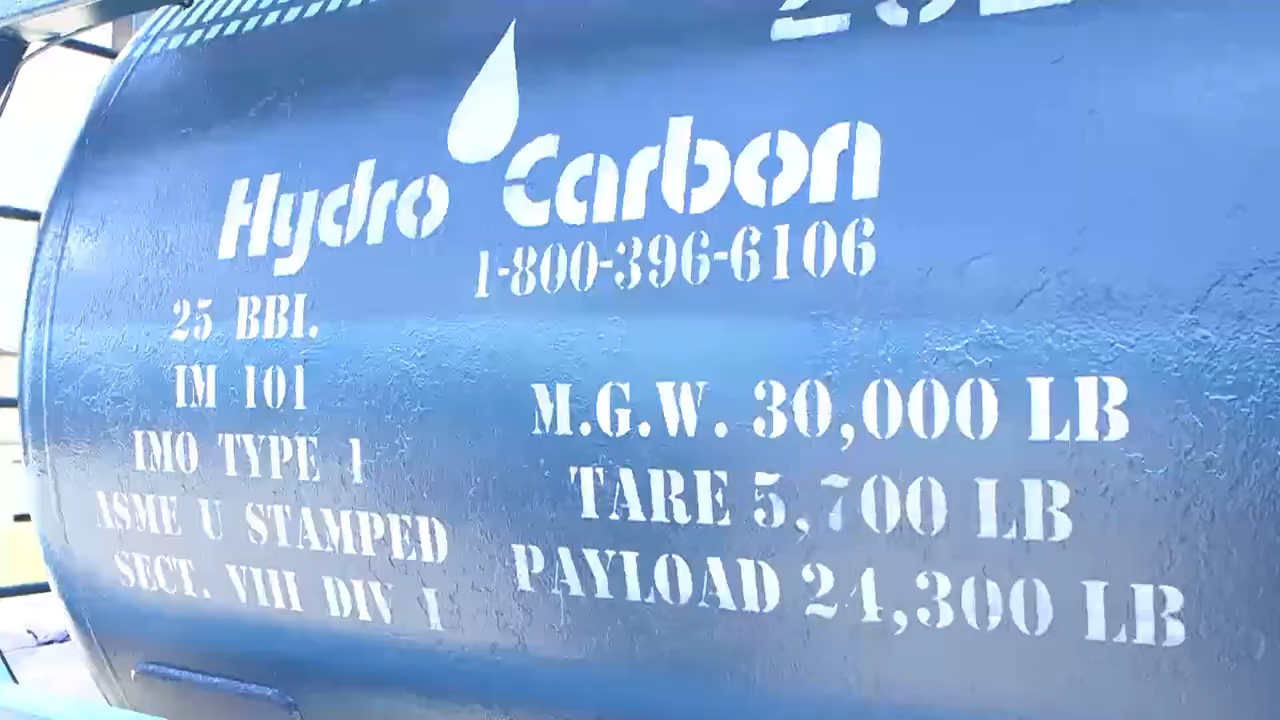 Hydro Carbon
1-800-396-6106
25 BBL.
IM 101
IMO TYPE 1
ASME U STAMPED
SECT. VIII DIV 1
M.G.W. 30,000 LB
TARE 5,700 LB
PAYLOAD 24,300 LB